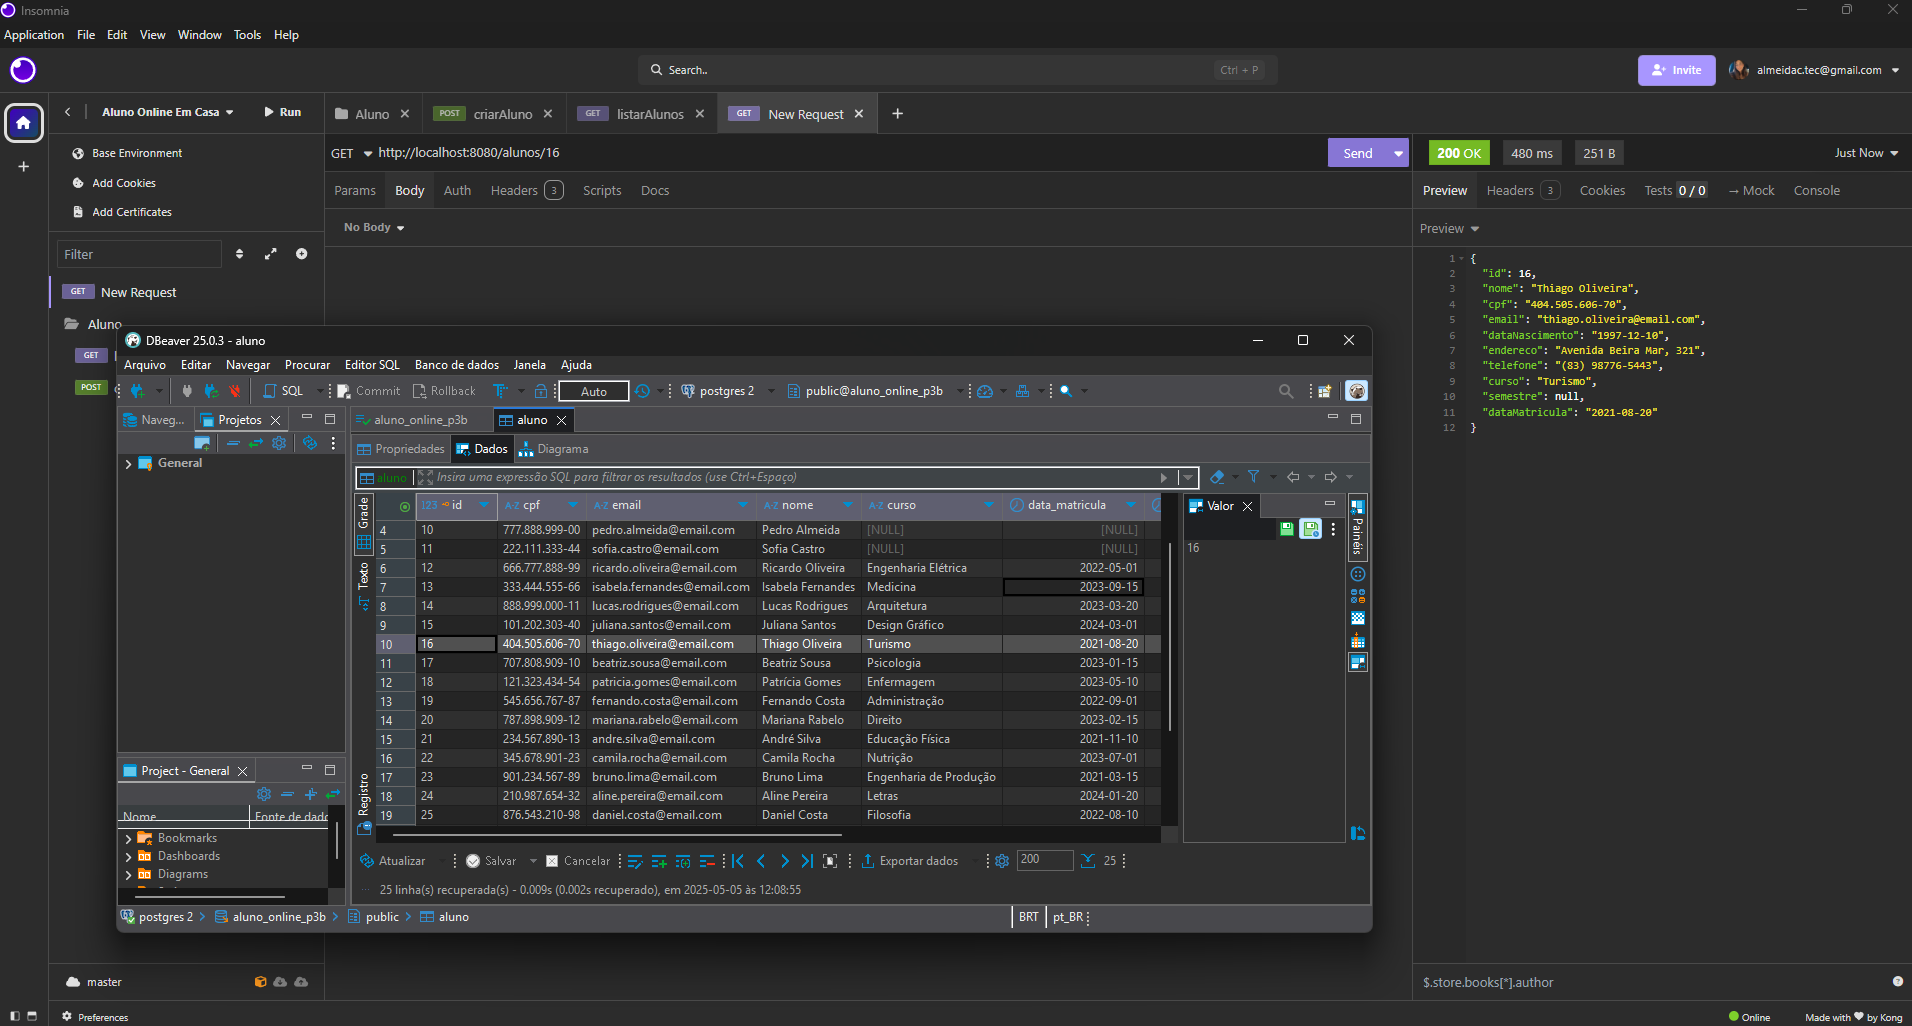 Insomnia
Application File Edit View Window Tools Help
Search..
Ctrl + P
Invite
almeidac.tec@gmail.com
Aluno Online Em Casa
Run
Aluno
POST criarAluno
GET listarAlunos
GET New Request
Base Environment
Add Cookies
Add Certificates
Filter
GET New Request
Aluno
GET
POST
GET http://localhost:8080/alunos/16
Send
Params Body Auth Headers 3 Scripts Docs
No Body
200 OK 480 ms 251 B Just Now
Preview Headers 3 Cookies Tests 0 / 0 → Mock Console
Preview
1 {
2 "id": 16,
3 "nome": "Thiago Oliveira",
4 "cpf": "404.505.606-70",
5 "email": "thiago.oliveira@email.com",
6 "dataNascimento": "1997-12-10",
7 "endereco": "Avenida Beira Mar, 321",
8 "telefone": "(83) 98776-5443",
9 "curso": "Turismo",
10 "semestre": null,
11 "dataMatricula": "2021-08-20"
12 }
DBeaver 25.0.3 - aluno
Arquivo Editar Navegar Procurar Editor SQL Banco de dados Janela Ajuda
SQL Commit Rollback Auto postgres 2 public@aluno_online_p3b
Naveg... Projetos
General
aluno_online_p3b aluno
Propriedades Dados Diagrama
aluno Insira uma expressão SQL para filtrar os resultados (use Ctrl+Espaço)
Grade
Texto
Registro
123 id A-Z cpf A-Z email A-Z nome A-Z curso data_matricula
4 10 777.888.999-00 pedro.almeida@email.com Pedro Almeida [NULL] [NULL]
5 11 222.111.333-44 sofia.castro@email.com Sofia Castro [NULL] [NULL]
6 12 666.777.888-99 ricardo.oliveira@email.com Ricardo Oliveira Engenharia Elétrica 2022-05-01
7 13 333.444.555-66 isabela.fernandes@email.com Isabela Fernandes Medicina 2023-09-15
8 14 888.999.000-11 lucas.rodrigues@email.com Lucas Rodrigues Arquitetura 2023-03-20
9 15 101.202.303-40 juliana.santos@email.com Juliana Santos Design Gráfico 2024-03-01
10 16 404.505.606-70 thiago.oliveira@email.com Thiago Oliveira Turismo 2021-08-20
11 17 707.808.909-10 beatriz.sousa@email.com Beatriz Sousa Psicologia 2023-01-15
12 18 121.323.434-54 patricia.gomes@email.com Patrícia Gomes Enfermagem 2023-05-10
13 19 545.656.767-87 fernando.costa@email.com Fernando Costa Administração 2022-09-01
14 20 787.898.909-12 mariana.rabelo@email.com Mariana Rabelo Direito 2023-02-15
15 21 234.567.890-13 andre.silva@email.com André Silva Educação Física 2021-11-10
16 22 345.678.901-23 camila.rocha@email.com Camila Rocha Nutrição 2023-07-01
17 23 901.234.567-89 bruno.lima@email.com Bruno Lima Engenharia de Produção 2021-03-15
18 24 210.987.654-32 aline.pereira@email.com Aline Pereira Letras 2024-01-20
19 25 876.543.210-98 daniel.costa@email.com Daniel Costa Filosofia 2022-08-10
Valor
16
Painéis
Project - General
Nome Fonte de dado
Bookmarks
Dashboards
Diagrams
Atualizar Salvar Cancelar Exportar dados 200 25
25 linha(s) recuperada(s) - 0.009s (0.002s recuperado), em 2025-05-05 às 12:08:55
postgres 2 aluno_online_p3b public aluno
BRT pt_BR
master
$.store.books[*].author
Preferences
Online
Made with ❤ by Kong